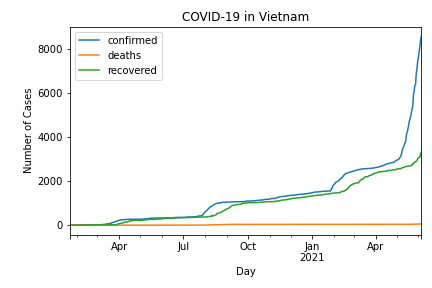 COVID-19 in Vietnam
confirmed
deaths
recovered
Number of Cases
8000
6000
4000
2000
0
Apr
Jul
Oct
Jan
2021
Apr
Day